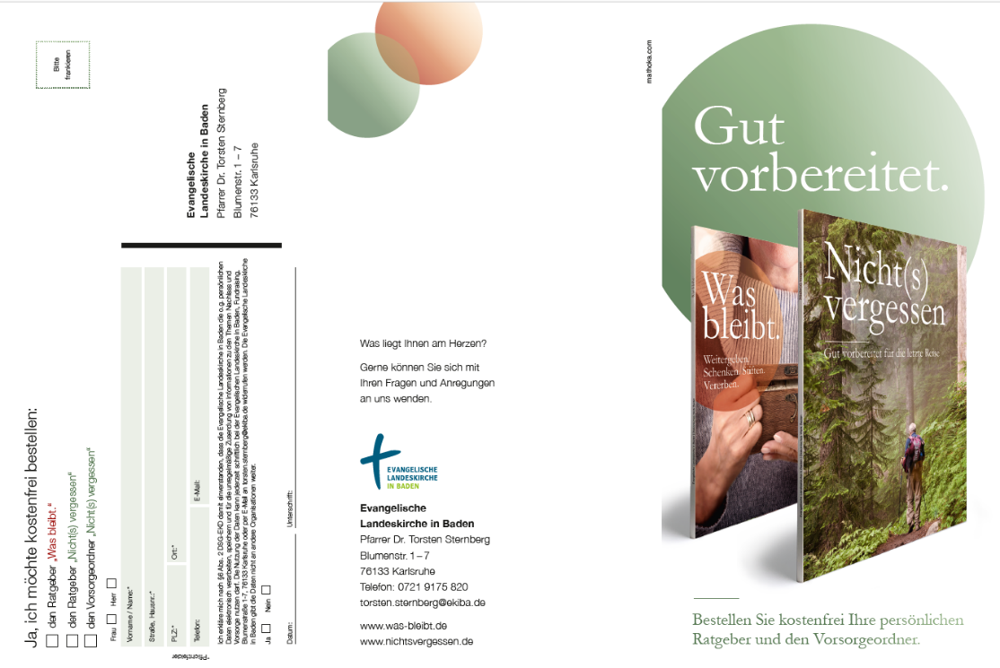 Bitte
frankieren
Evangelische
Landeskirche in Baden
Pfarrer Dr. Torsten Sternberg
Blumenstr. 1 – 7
76133 Karlsruhe
Ja, ich möchte kostenfrei bestellen:
den Ratgeber „Was bleibt.“
den Ratgeber „Nicht(s) vergessen“
den Vorsorgeordner „Nicht(s) vergessen“
Frau Herr
Vorname / Name:*
Straße, Hausnr.:*
PLZ:* Ort:*
Telefon: E-Mail:
Ich erkläre mich nach §6 Abs. 2 DSG-EKD damit einverstanden, dass die Evangelische Landeskirche in Baden die o.g. persönlichen
Daten elektronisch verarbeiten, speichern und für die unregelmäßige Zusendung von Informationen zu den Themen Nachlass und
Vorsorge nutzen darf. Die Nutzung der Daten kann jederzeit schriftlich bei der Evangelischen Landeskirche in Baden, Fundraising,
Blumenstraße 1-7, 76133 Karlsruhe oder per E-Mail an torsten.sternberg@ekiba.de widerrufen werden. Die Evangelische Landeskirche
in Baden gibt die Daten nicht an andere Organisationen weiter.
Ja Nein
Datum: Unterschrift:
*Pflichtfelder
Was liegt Ihnen am Herzen?
Gerne können Sie sich mit
Ihren Fragen und Anregungen
an uns wenden.
EVANGELISCHE
LANDESKIRCHE
IN BADEN
Evangelische
Landeskirche in Baden
Pfarrer Dr. Torsten Sternberg
Blumenstr. 1 – 7
76133 Karlsruhe
Telefon: 0721 9175 820
torsten.sternberg@ekiba.de
www.was-bleibt.de
www.nichtsvergessen.de
mathoka.com
Gut
vorbereitet.
Was
bleibt.
Weitergeben.
Schenken. Stiften.
Vererben.
Nicht(s)
vergessen
Gut vorbereitet für die letzte Reise
Bestellen Sie kostenfrei Ihre persönlichen
Ratgeber und den Vorsorgeordner.